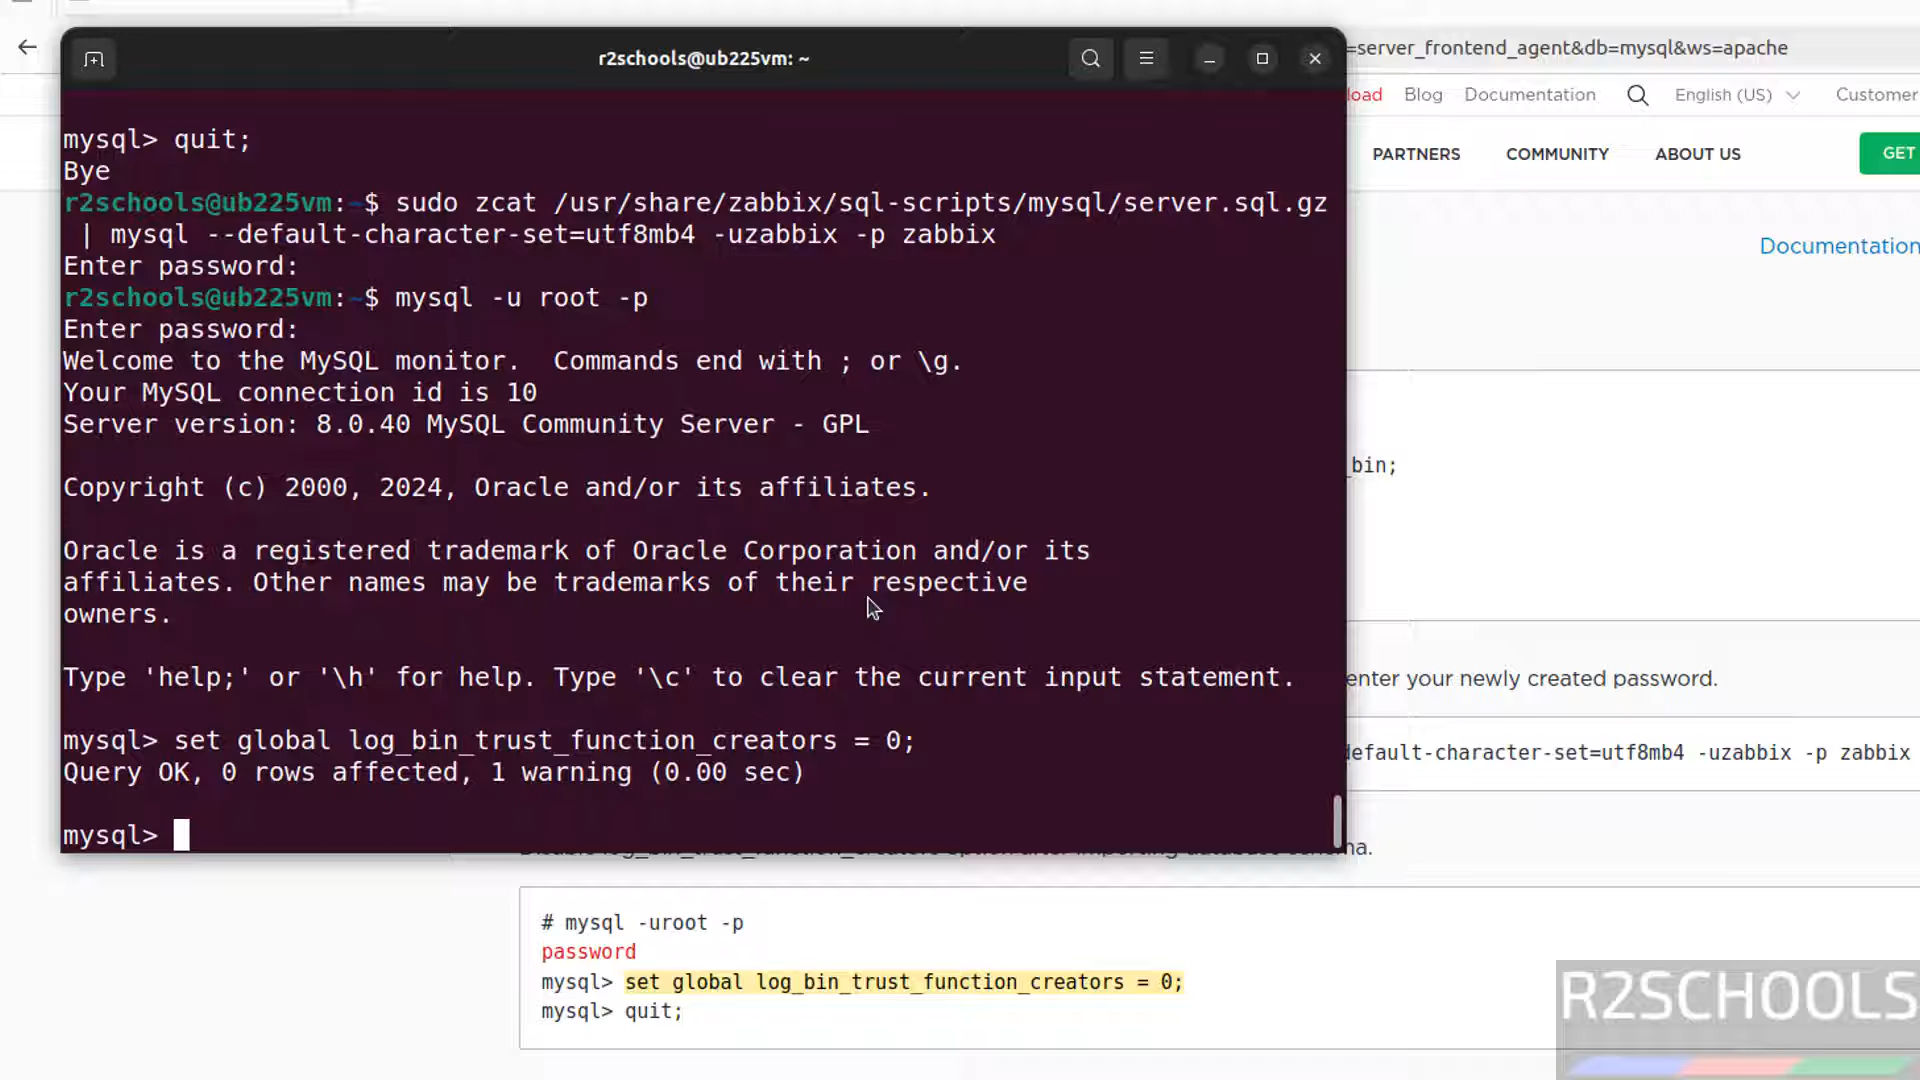 r2schools@ub225vm: ~
=server_frontend_agent&db=mysql&ws=apache
load Blog Documentation English (US) Customer
PARTNERS COMMUNITY ABOUT US GET
Documentation
mysql> quit;
Bye
r2schools@ub225vm:~$ sudo zcat /usr/share/zabbix/sql-scripts/mysql/server.sql.gz
| mysql --default-character-set=utf8mb4 -uzabbix -p zabbix
Enter password:
r2schools@ub225vm:~$ mysql -u root -p
Enter password:
Welcome to the MySQL monitor.  Commands end with ; or \g.
Your MySQL connection id is 10
Server version: 8.0.40 MySQL Community Server - GPL
Copyright (c) 2000, 2024, Oracle and/or its affiliates.
Oracle is a registered trademark of Oracle Corporation and/or its
affiliates. Other names may be trademarks of their respective
owners.
Type 'help;' or '\h' for help. Type '\c' to clear the current input statement.
mysql> set global log_bin_trust_function_creators = 0;
Query OK, 0 rows affected, 1 warning (0.00 sec)
mysql>
_bin;
enter your newly created password.
default-character-set=utf8mb4 -uzabbix -p zabbix
# mysql -uroot -p
password
mysql> set global log_bin_trust_function_creators = 0;
mysql> quit;
R2SCHOOLS